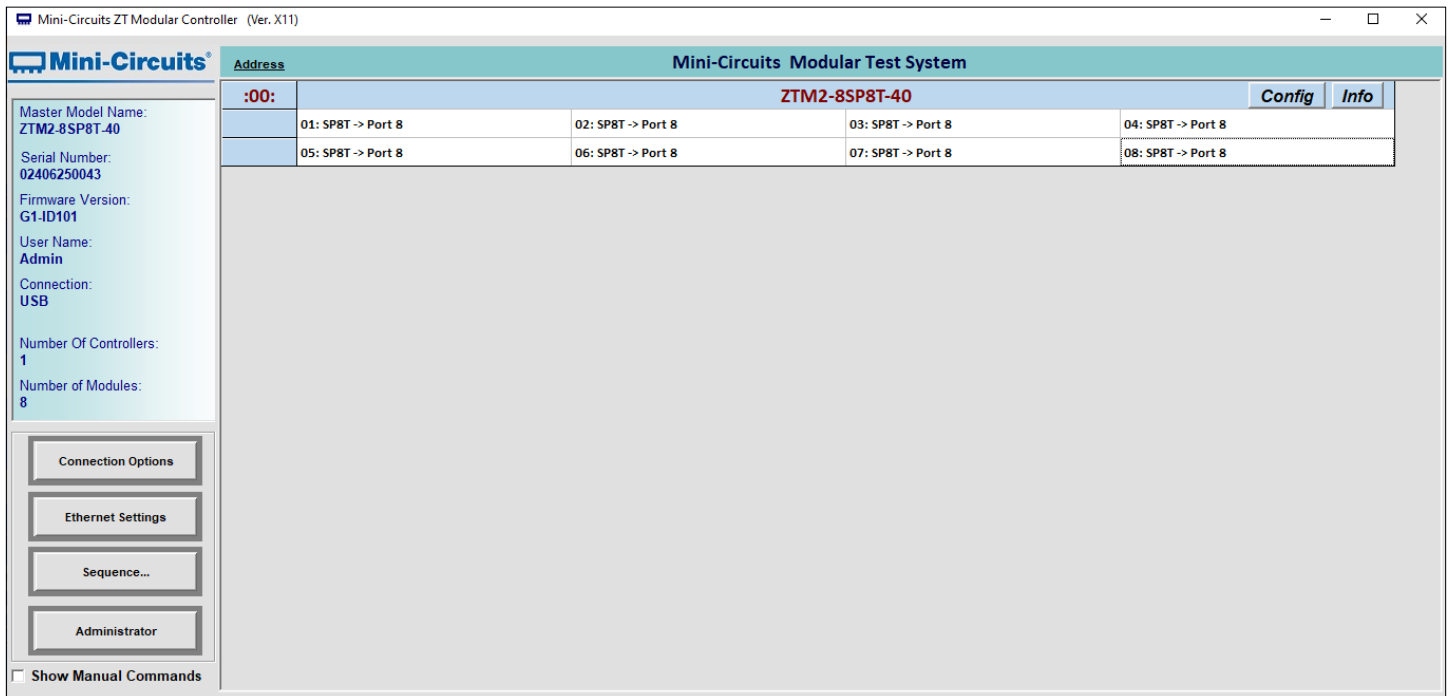 Mini-Circuits ZT Modular Controller (Ver. X11)
Mini-Circuits®
Address
Mini-Circuits Modular Test System
:00:
ZTM2-8SP8T-40
Config
Info
01: SP8T -> Port 8
02: SP8T -> Port 8
03: SP8T -> Port 8
04: SP8T -> Port 8
05: SP8T -> Port 8
06: SP8T -> Port 8
07: SP8T -> Port 8
08: SP8T -> Port 8
Master Model Name:
ZTM2-8SP8T-40
Serial Number:
02406250043
Firmware Version:
G1-ID101
User Name:
Admin
Connection:
USB
Number Of Controllers:
1
Number of Modules:
8
Connection Options
Ethernet Settings
Sequence...
Administrator
Show Manual Commands